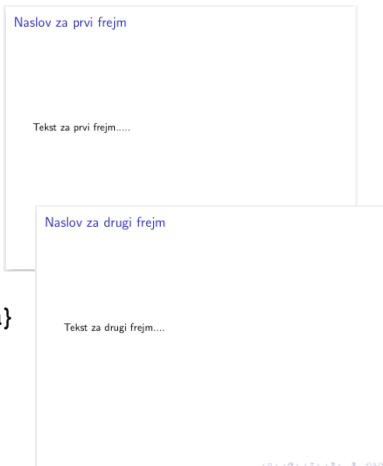 Naslov za prvi frejm
Tekst za prvi frejm.....
Naslov za drugi frejm
}
Tekst za drugi frejm....